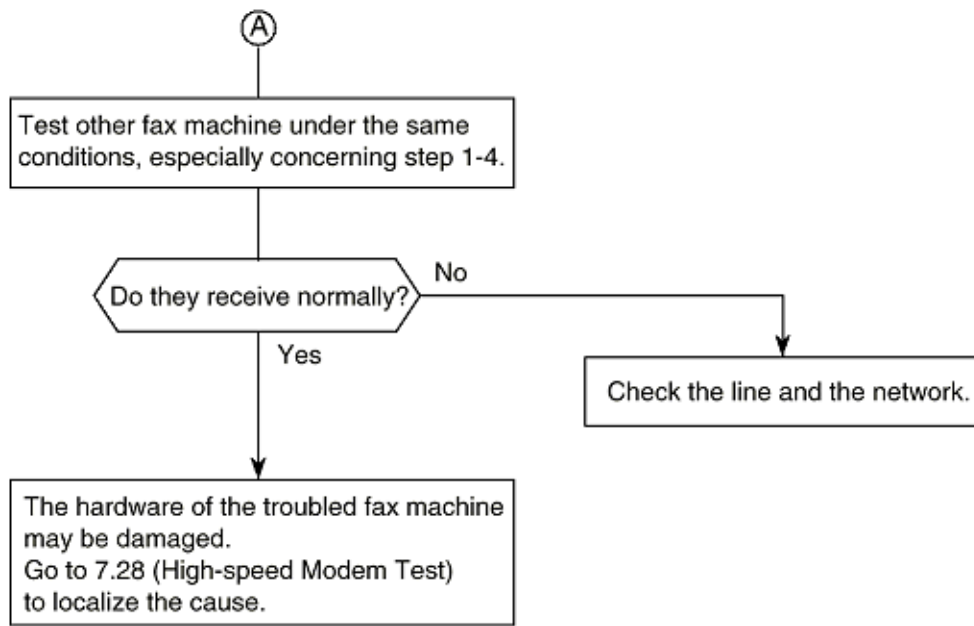 A
Test other fax machine under the same
conditions, especially concerning step 1-4.
Do they receive normally?
No
Yes
Check the line and the network.
The hardware of the troubled fax machine
may be damaged.
Go to 7.28 (High-speed Modem Test)
to localize the cause.